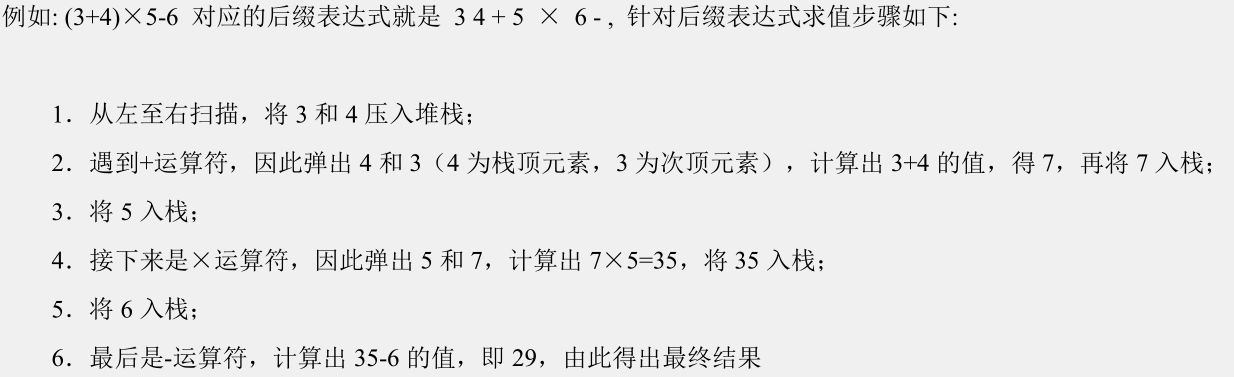 例如: (3+4)×5-6 对应的后缀表达式就是 3 4 + 5 × 6 - , 针对后缀表达式求值步骤如下:
1. 从左至右扫描，将 3 和 4 压入堆栈；
2. 遇到+运算符，因此弹出 4 和 3（4 为栈顶元素，3 为次顶元素），计算出 3+4 的值，得 7，再将 7 入栈；
3. 将 5 入栈；
4. 接下来是×运算符，因此弹出 5 和 7，计算出 7×5=35，将 35 入栈；
5. 将 6 入栈；
6. 最后是-运算符，计算出 35-6 的值，即 29，由此得出最终结果